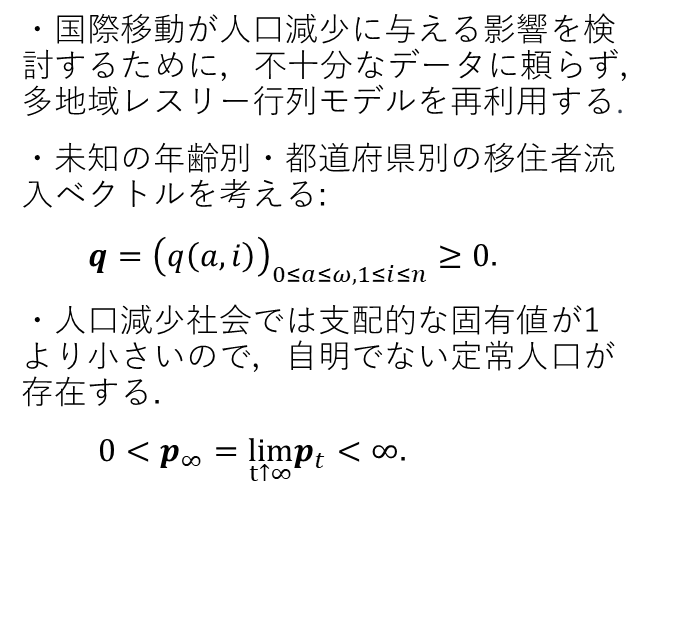 ・国際移動が人口減少に与える影響を検
討するために，不十分なデータに頼らず，
多地域レスリー行列モデルを再利用する.
・未知の年齢別・都道府県別の移住者流
入ベクトルを考える:
q = (q(a, i))_{0≤a≤ω,1≤i≤n} ≥ 0.
・人口減少社会では支配的な固有値が1
より小さいので，自明でない定常人口が
存在する.
0 < p_∞ = lim_{t↑∞} p_t < ∞.